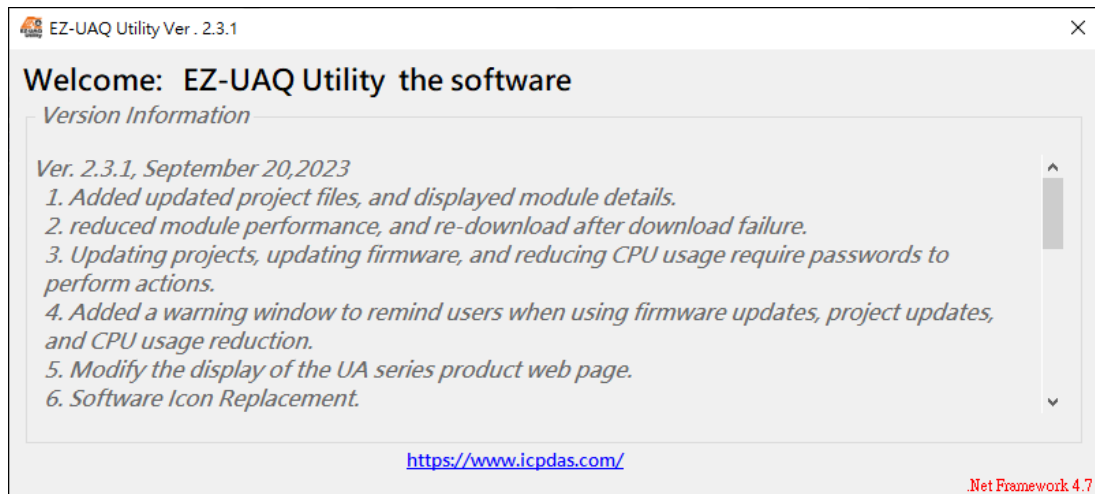 EZ-UAQ Utility Ver . 2.3.1
Welcome: EZ-UAQ Utility the software
Version Information
Ver. 2.3.1, September 20,2023
1. Added updated project files, and displayed module details.
2. reduced module performance, and re-download after download failure.
3. Updating projects, updating firmware, and reducing CPU usage require passwords to
perform actions.
4. Added a warning window to remind users when using firmware updates, project updates,
and CPU usage reduction.
5. Modify the display of the UA series product web page.
6. Software Icon Replacement.
https://www.icpdas.com/
.Net Framework 4.7